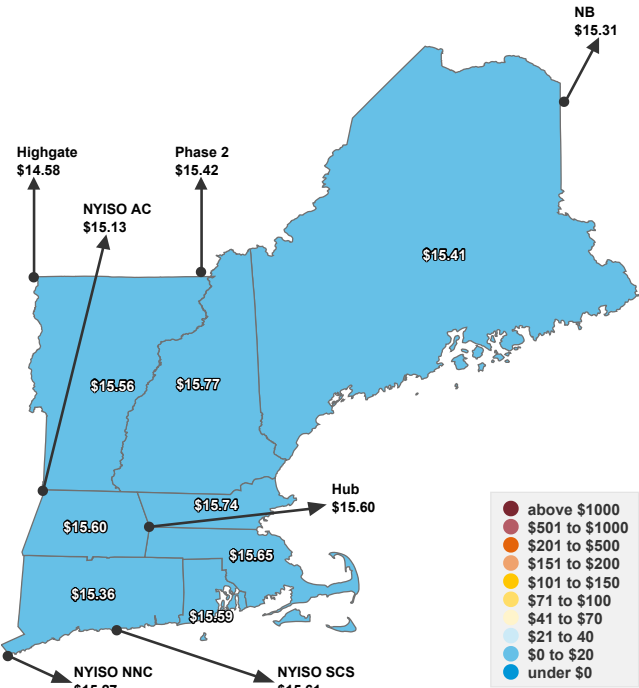 NB
$15.31
Highgate
$14.58
Phase 2
$15.42
NYISO AC
$15.13
$15.41
$15.56
$15.77
Hub
$15.60
$15.74
$15.60
$15.65
$15.36
$15.59
NYISO NNC
NYISO SCS
above $1000
$501 to $1000
$201 to $500
$151 to $200
$101 to $150
$71 to $100
$41 to $70
$21 to 40
$0 to $20
under $0